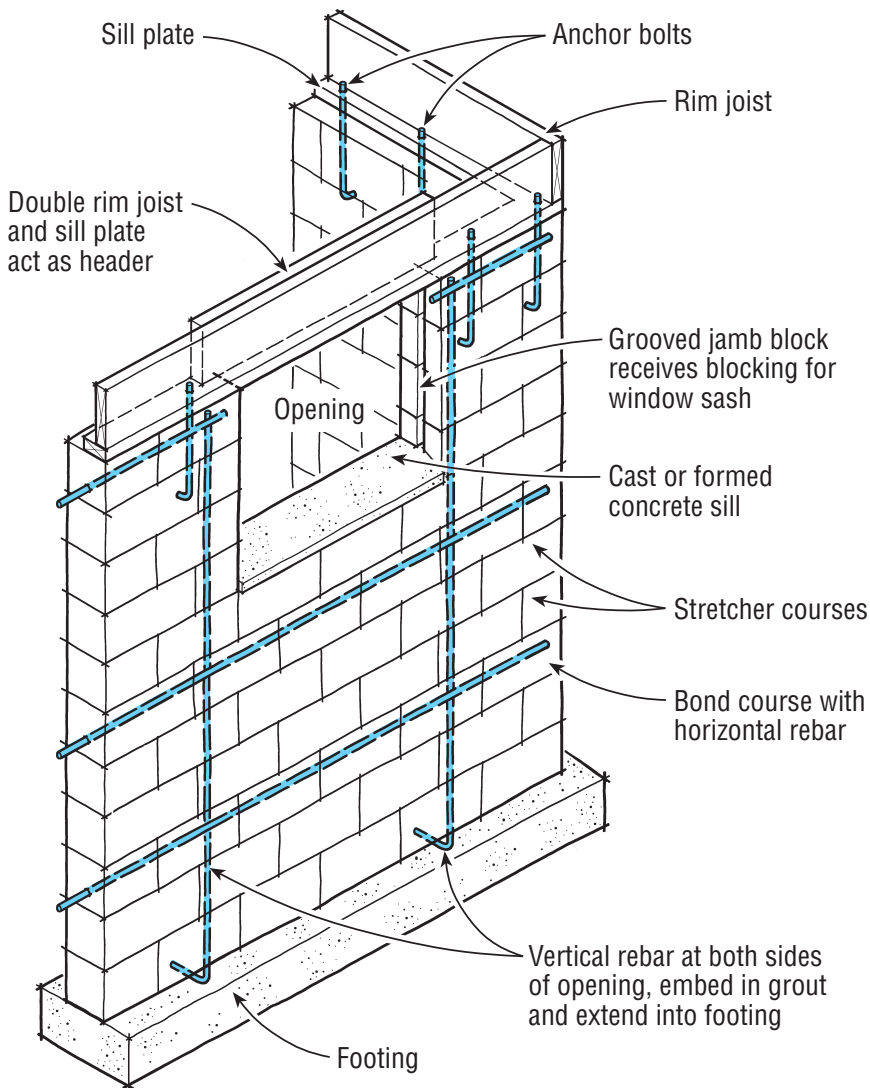 Sill plate
Anchor bolts
Rim joist
Double rim joist
and sill plate
act as header
Grooved jamb block
receives blocking for
window sash
Opening
Cast or formed
concrete sill
Stretcher courses
Bond course with
horizontal rebar
Vertical rebar at both sides
of opening, embed in grout
and extend into footing
Footing